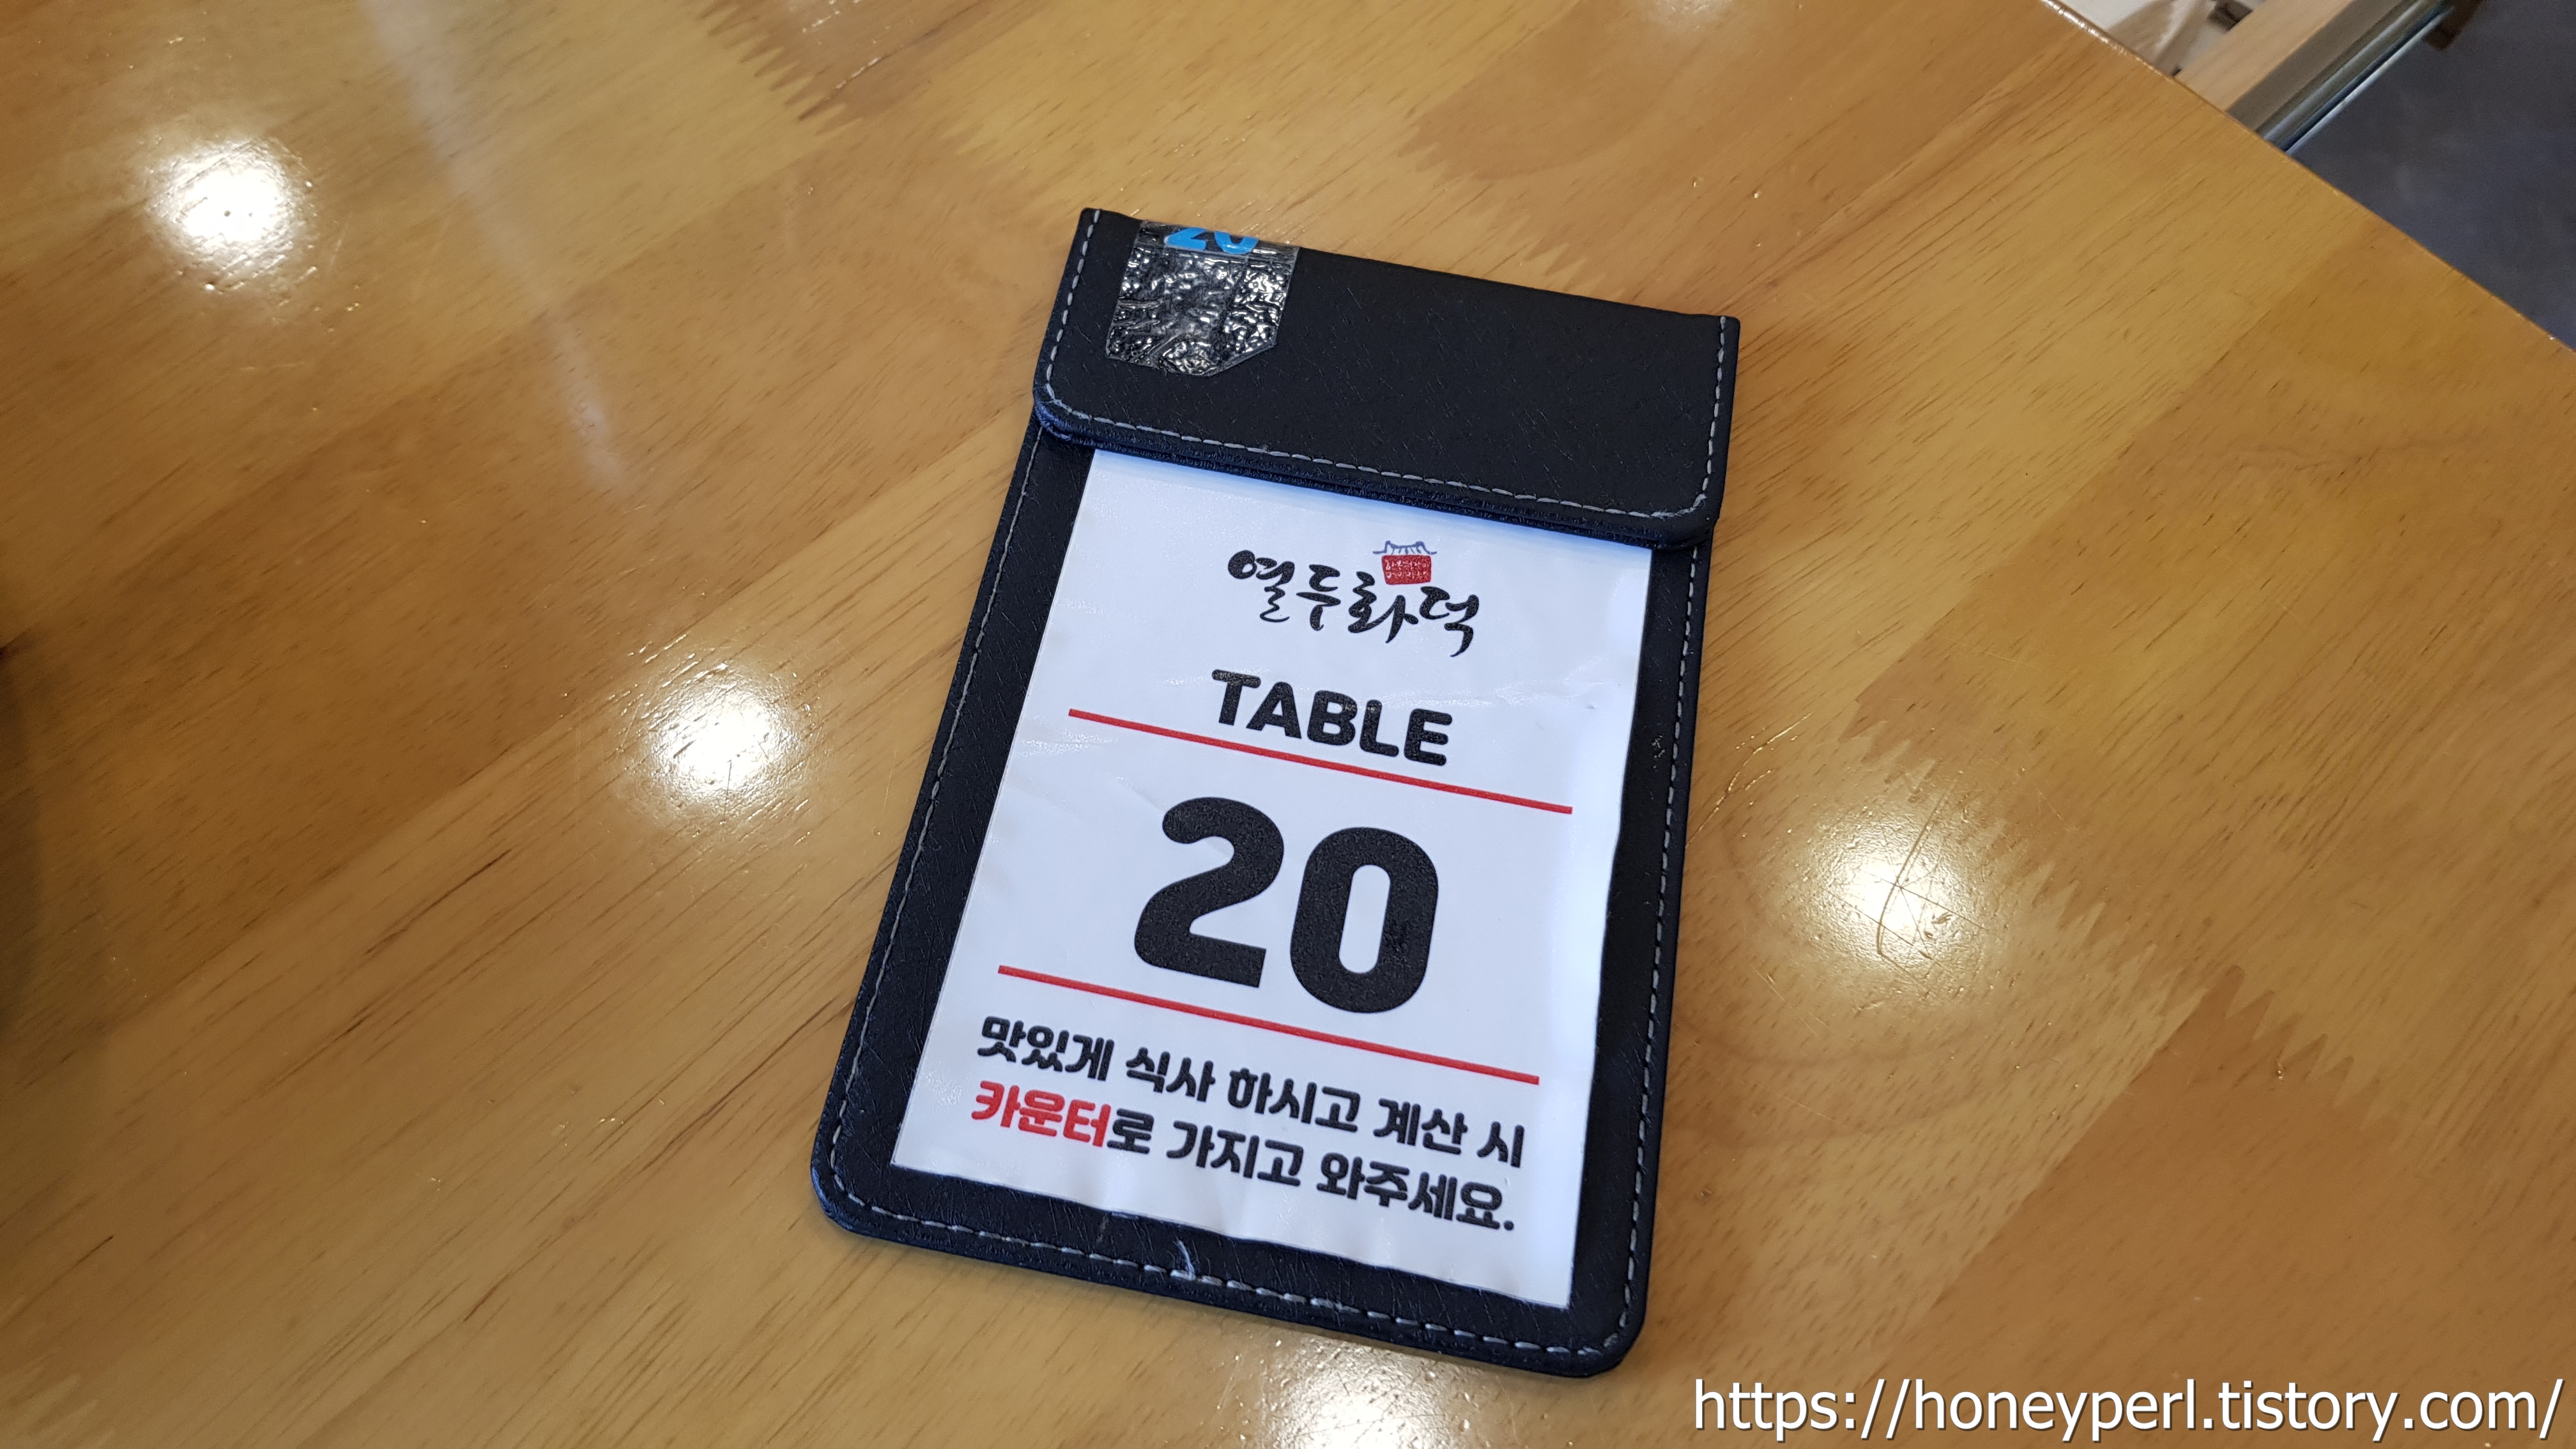 20
열두화덕
TABLE
20
맛있게 식사 하시고 계산 시
카운터로 가지고 와주세요.
https://honeyperl.tistory.com/